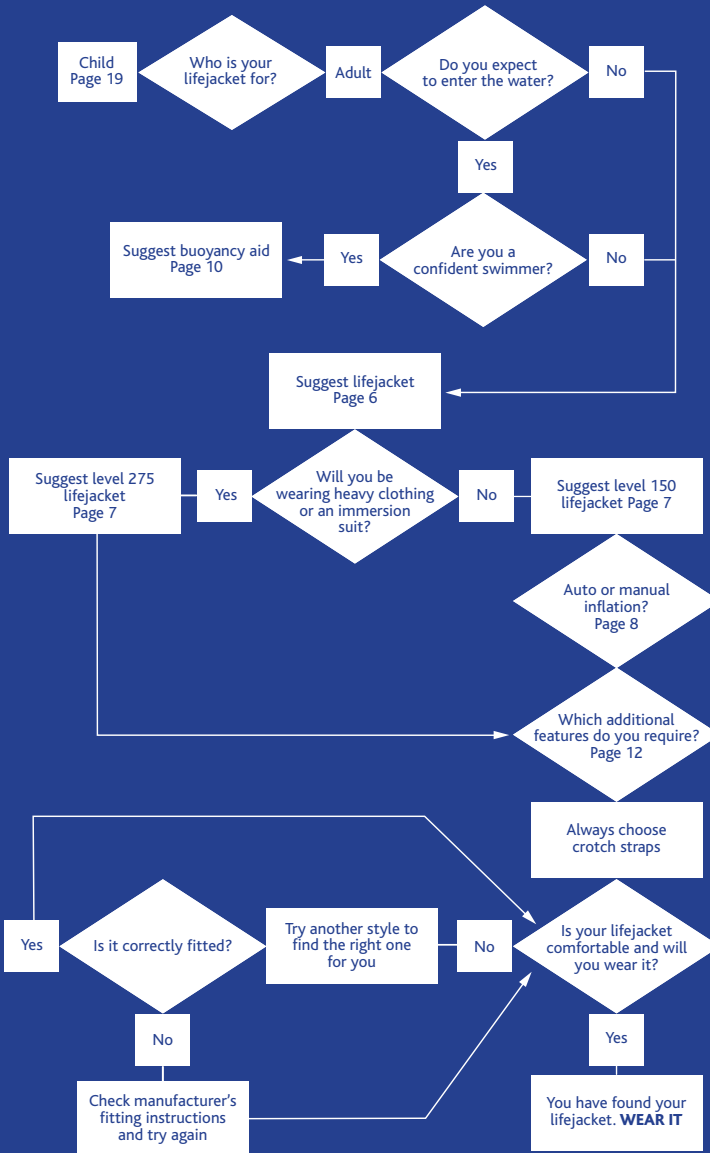 Child
Page 19
Who is your
lifejacket for?
Adult
Do you expect
to enter the water?
No
Yes
Suggest buoyancy aid
Page 10
Yes
Are you a
confident swimmer?
No
Suggest lifejacket
Page 6
Suggest level 275
lifejacket
Page 7
Yes
Will you be
wearing heavy clothing
or an immersion
suit?
No
Suggest level 150
lifejacket Page 7
Auto or manual
inflation?
Page 8
Which additional
features do you require?
Page 12
Always choose
crotch straps
Yes
Is it correctly fitted?
Try another style to
find the right one
for you
No
Is your lifejacket
comfortable and will
you wear it?
No
Yes
Check manufacturer’s
fitting instructions
and try again
You have found your
lifejacket. WEAR IT